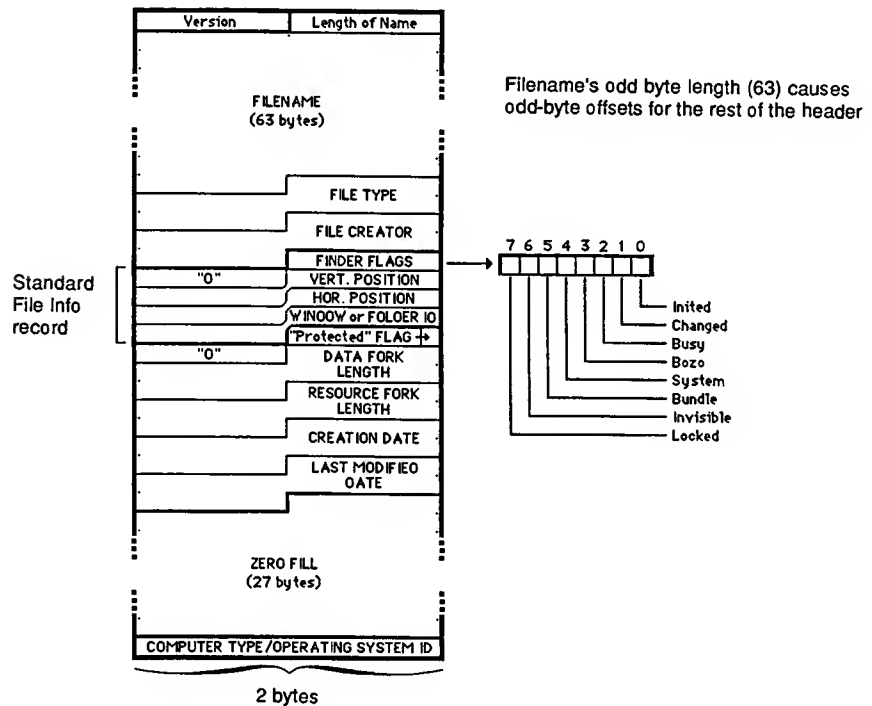 Version Length of Name
FILENAME
(63 bytes)
Filename's odd byte length (63) causes
odd-byte offsets for the rest of the header
FILE TYPE
FILE CREATOR
FINDER FLAGS
"0" VERT. POSITION
HOR. POSITION
WINDOW or FOLOER IO
"Protected" FLAG
"0" DATA FORK
LENGTH
RESOURCE FORK
LENGTH
CREATION DATE
LAST MODIFIEO
OATE
ZERO FILL
(27 bytes)
COMPUTER TYPE/OPERATING SYSTEM ID
2 bytes
Standard
File Info
record
7 6 5 4 3 2 1 0
Inited
Changed
Busy
Bozo
System
Bundle
Invisible
Locked